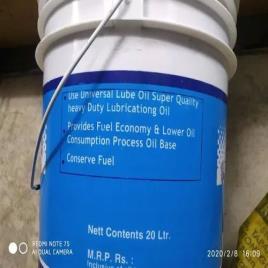 • Use Universal Lube Oil Super Quality
heavy Duty Lubricationg Oil
• Provides Fuel Economy & Lower Oil
Consumption Process Oil Base
• Conserve Fuel
Nett Contents 20 Ltr.
M.R.P. Rs :
REDMI NOTE 7S
AI DUAL CAMERA
2020/2/8 16:09